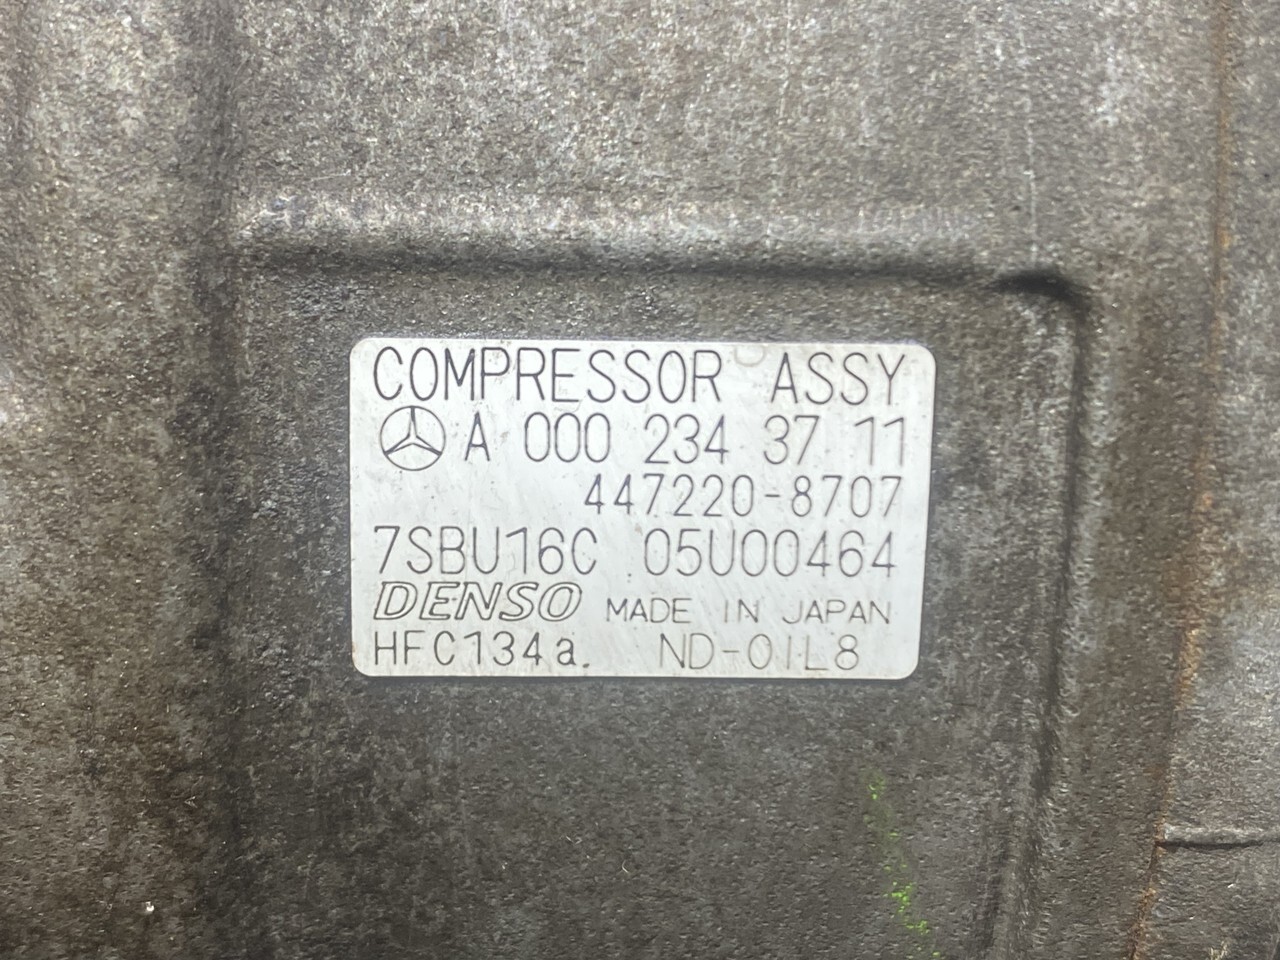 COMPRESSOR ASSY
A 000 234 37 11
447220-8707
7SBU16C 05U00464
DENSO MADE IN JAPAN
HFC134a. ND-OIL8